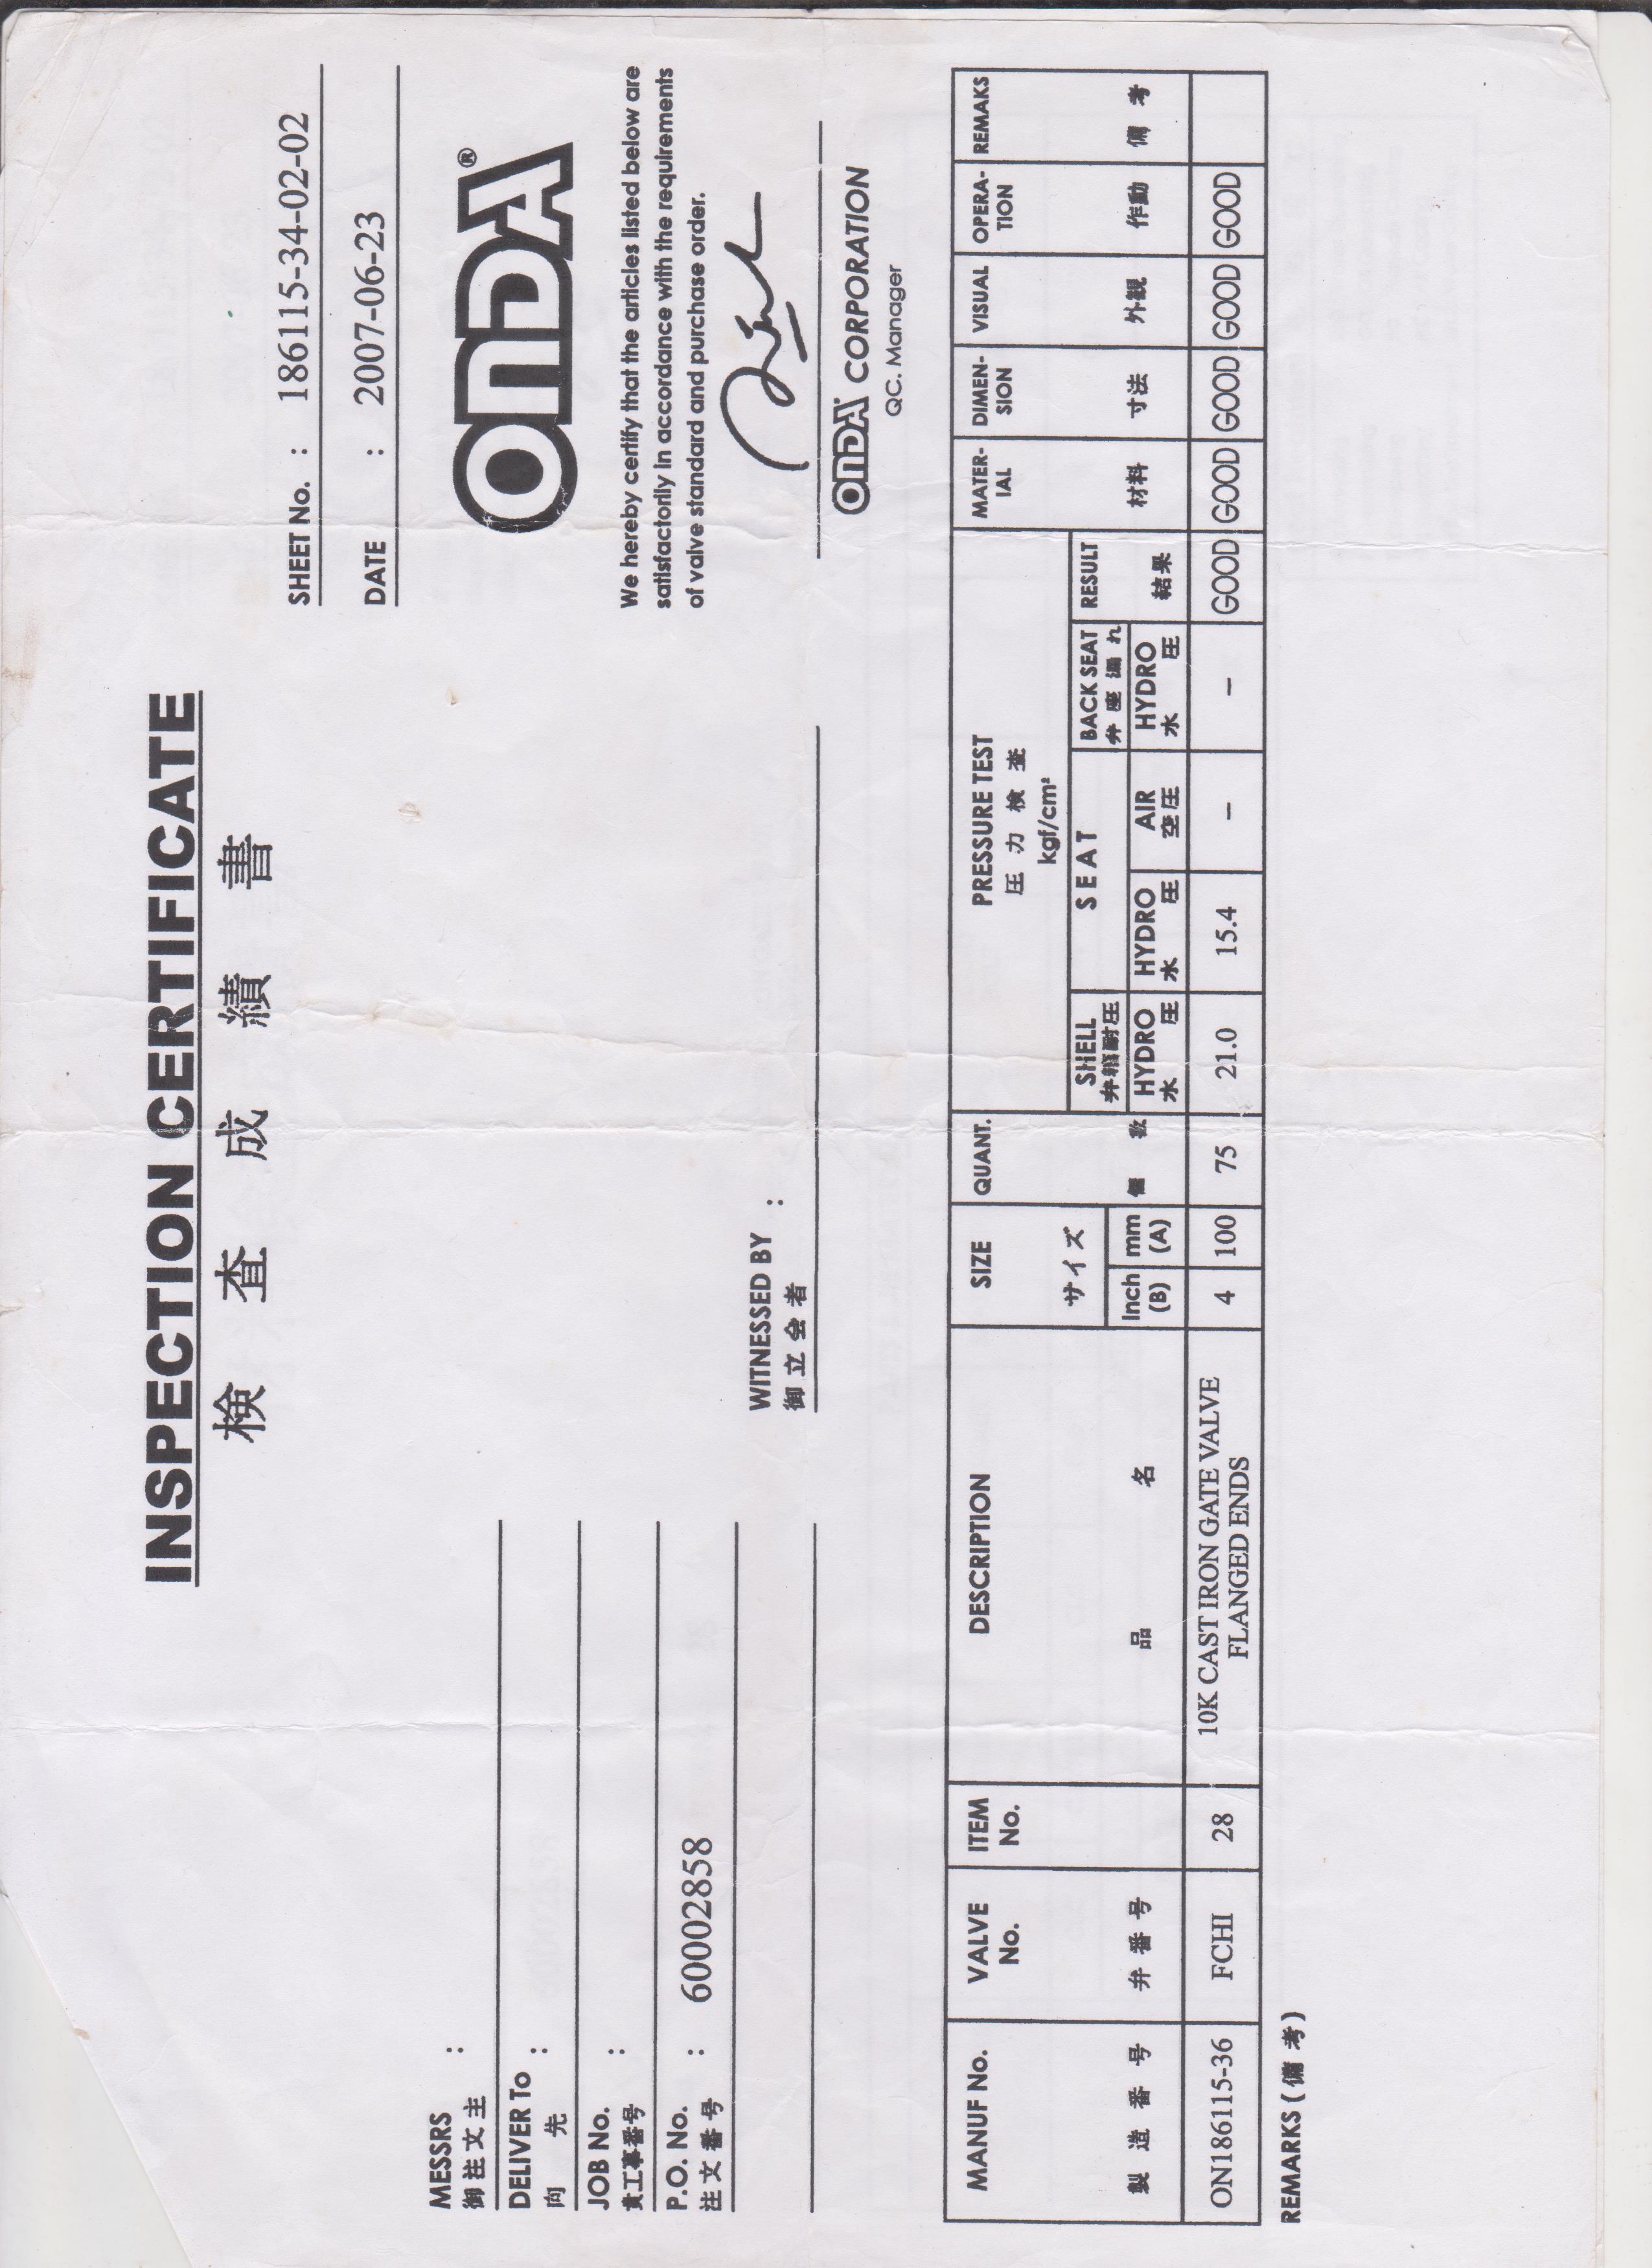 INSPECTION CERTIFICATE
検査成績書
SHEET No. : 186115-34-02-02
DATE : 2007-06-23
ONDA®
MESSRS :
御注文主
DELIVER To :
向先
JOB No. :
貴工事番号
P.O. No. : 60002858
注文番号
We hereby certify that the articles listed below are
satisfactorily in accordance with the requirements
of valve standard and purchase order.
WITNESSED BY :
御立会者
ONDA CORPORATION
QC. Manager
MANUF No.
製造番号
VALVE No.
弁番号
ITEM No.
DESCRIPTION
品名
SIZE
サイズ
Inch (B)
mm (A)
QUANT.
個数
PRESSURE TEST
圧力検査
kgf/cm²
SHELL
弁箱耐圧
HYDRO
水圧
SEAT
HYDRO
水圧
AIR
空圧
BACK SEAT
弁座漏れ
HYDRO
水圧
RESULT
結果
MATER-IAL
材料
DIMEN-SION
寸法
VISUAL
外観
OPERA-TION
作動
REMAKS
備考
ON186115-36 FCHI 28 10K CAST IRON GATE VALVE FLANGED ENDS 4 100 75 21.0 15.4 – – GOOD GOOD GOOD GOOD GOOD
REMARKS (備考)